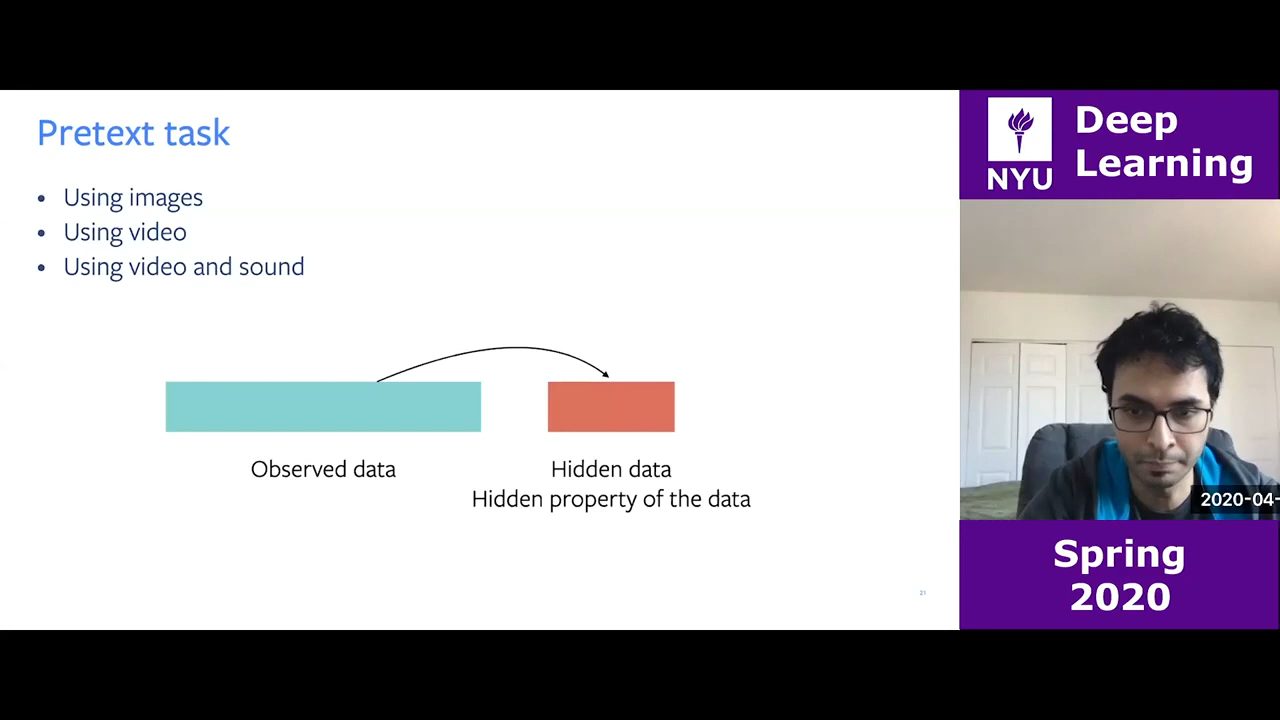 Pretext task
• Using images
• Using video
• Using video and sound
Observed data
Hidden data
Hidden property of the data
21
NYU
Deep
Learning
2020-04-
Spring
2020